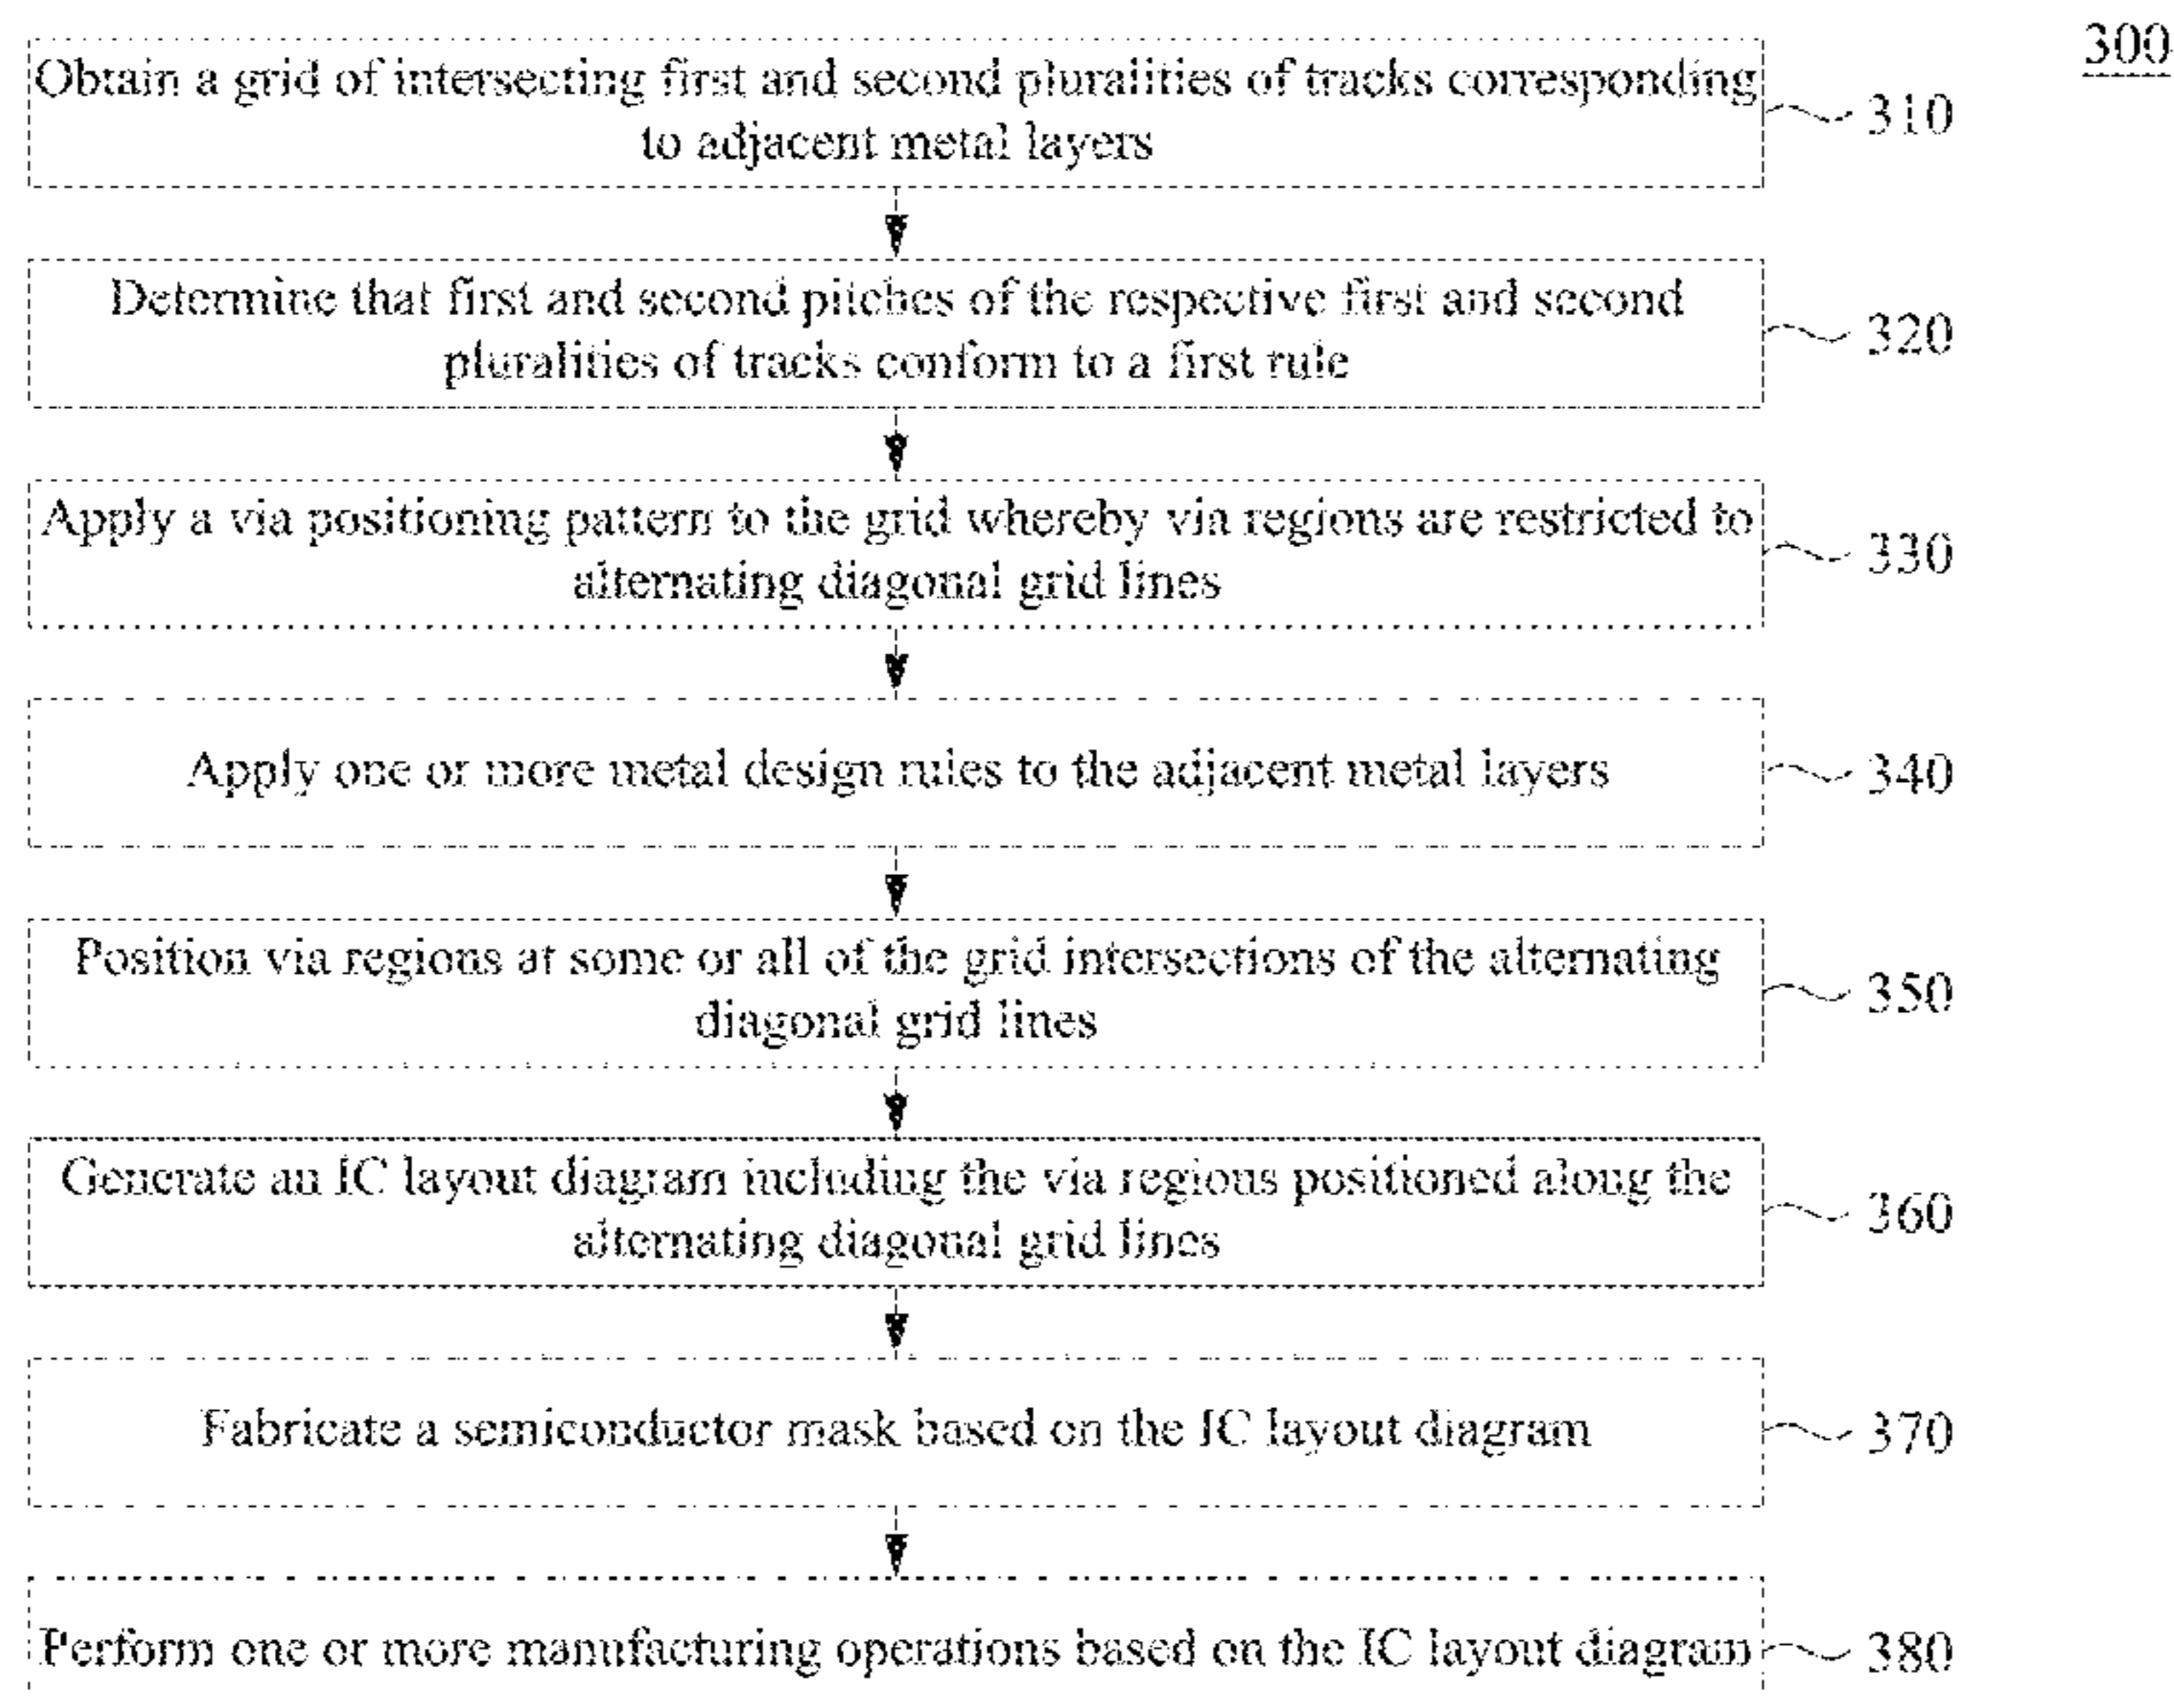 300
Obtain a grid of intersecting first and second pluralities of tracks corresponding
to adjacent metal layers
310
Determine that first and second pitches of the respective first and second
pluralities of tracks conform to a first rule
320
Apply a via positioning pattern to the grid whereby via regions are restricted to
alternating diagonal grid lines
330
Apply one or more metal design rules to the adjacent metal layers
340
Position via regions at some or all of the grid intersections of the alternating
diagonal grid lines
350
Generate an IC layout diagram including the via regions positioned along the
alternating diagonal grid lines
360
Fabricate a semiconductor mask based on the IC layout diagram
370
Perform one or more manufacturing operations based on the IC layout diagram
380